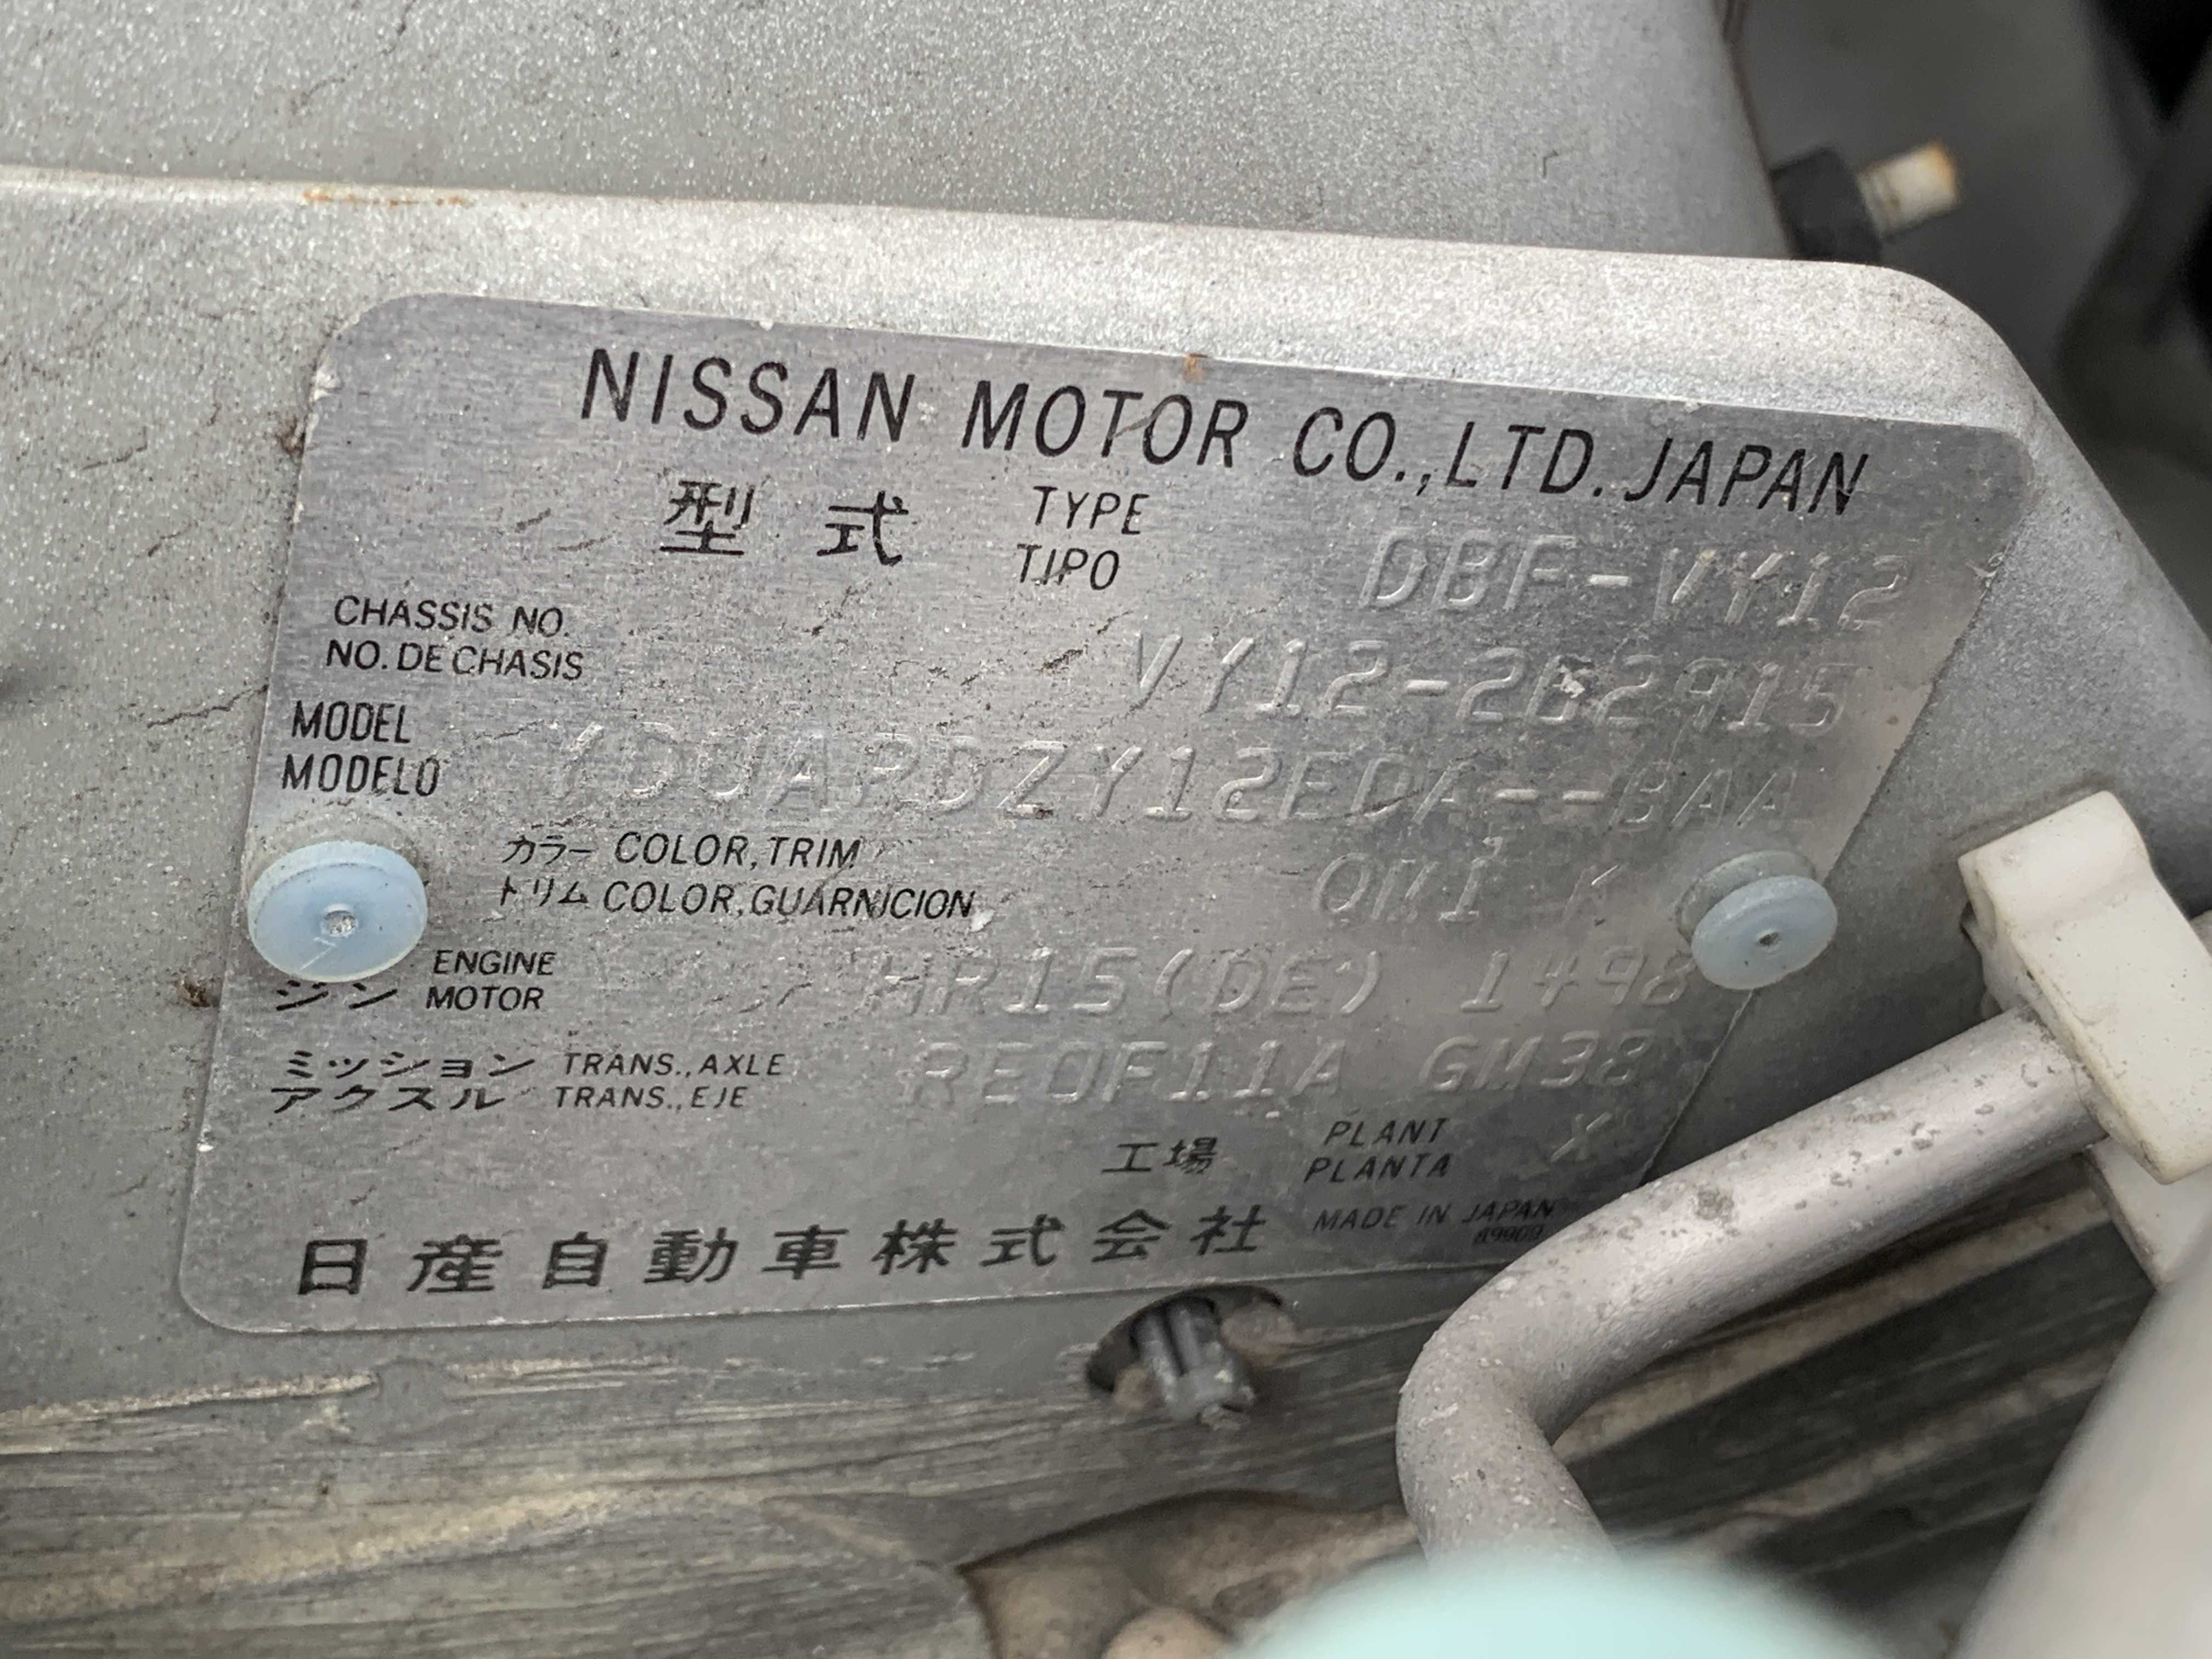 NISSAN MOTOR CO.,LTD. JAPAN
型式 TYPE DBF-VY12
TIPO
CHASSIS NO. VY12-262915
NO. DE CHASIS
MODEL
MODELO
カラー COLOR,TRIM QM1 K
トリム COLOR,GUARNICION
ENGINE HR15(DE) 1498
ジン MOTOR
ミッション TRANS.,AXLE RE0F11A GM38
アクスル TRANS.,EJE
工場 PLANT X
PLANTA
日産自動車株式会社 MADE IN JAPAN